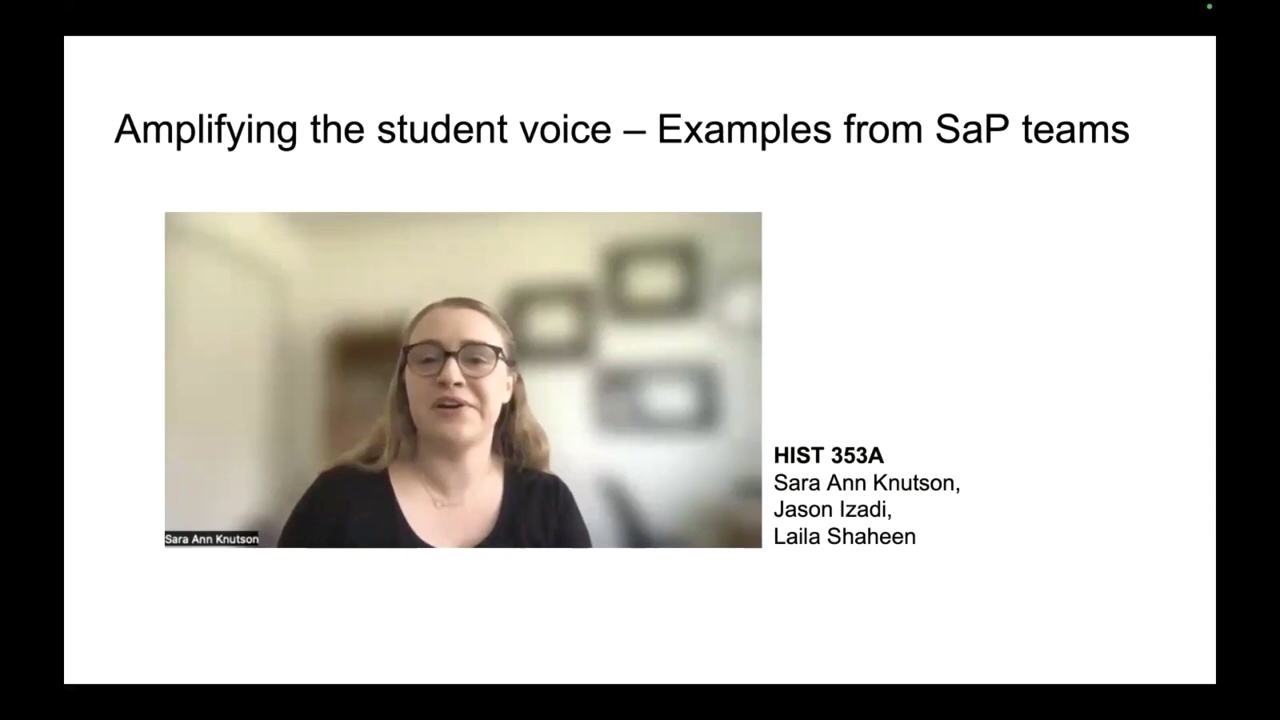 Amplifying the student voice – Examples from SaP teams
HIST 353A
Sara Ann Knutson,
Jason Izadi,
Laila Shaheen
Sara Ann Knutson